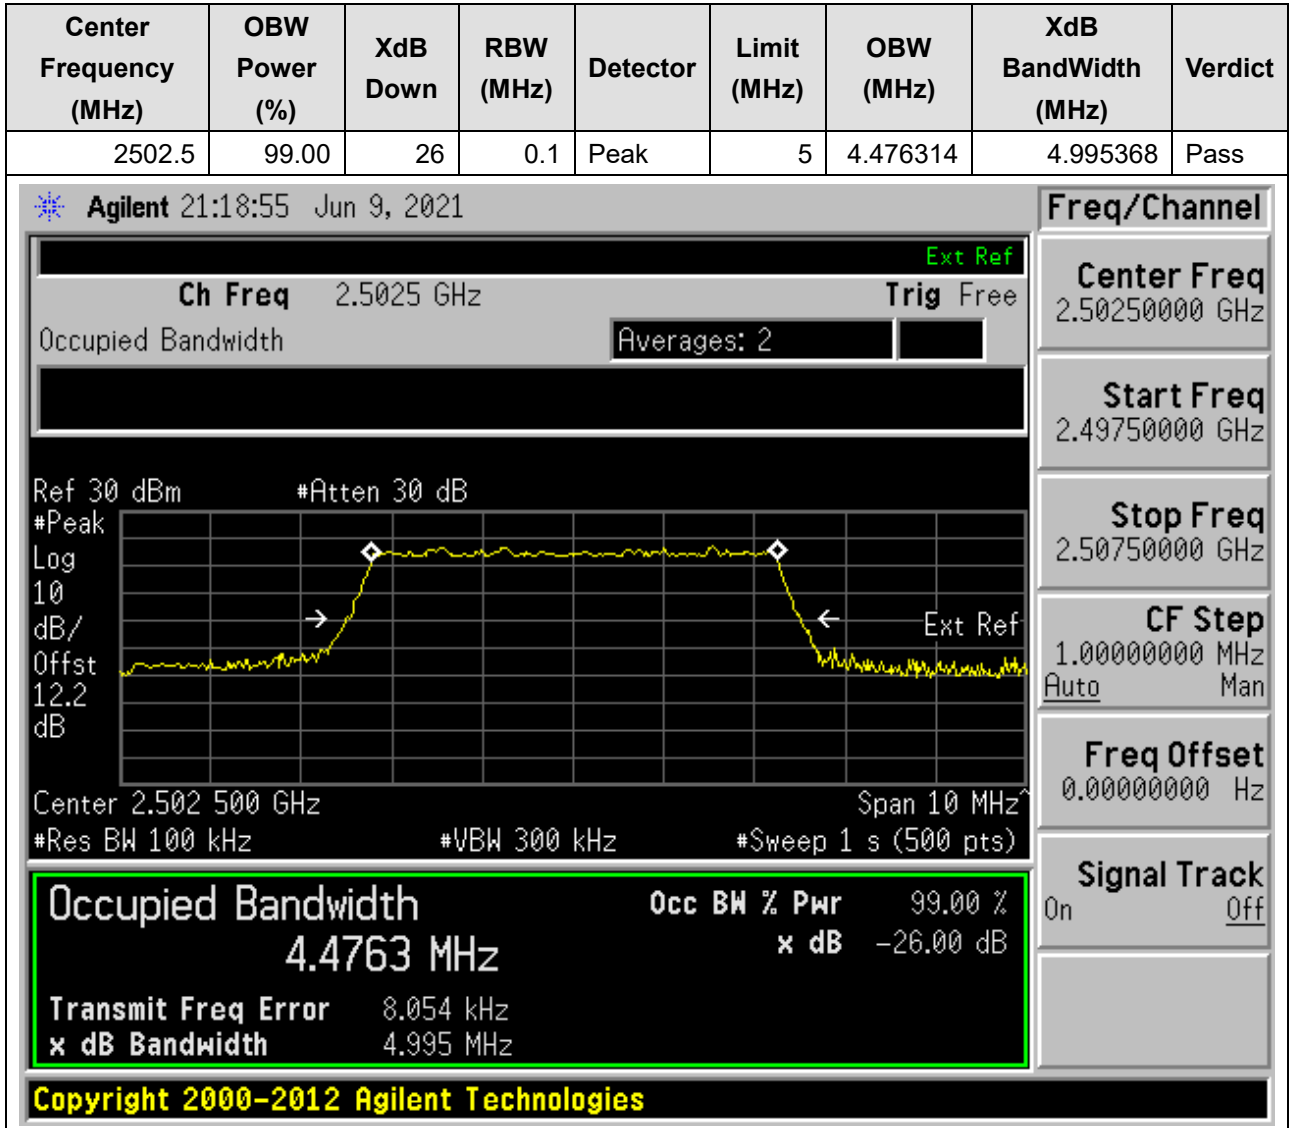 Center Frequency (MHz) OBW Power (%) XdB Down RBW (MHz) Detector Limit (MHz) OBW (MHz) XdB BandWidth (MHz) Verdict
2502.5 99.00 26 0.1 Peak 5 4.476314 4.995368 Pass
Agilent 21:18:55 Jun 9, 2021
Freq/Channel
Ext Ref
Ch Freq 2.5025 GHz Trig Free
Occupied Bandwidth Averages: 2
Ref 30 dBm #Atten 30 dB
#Peak
Log
10
dB/
Offst
12.2
dB
Ext Ref
Center 2.502 500 GHz Span 10 MHz^
#Res BW 100 kHz #VBW 300 kHz #Sweep 1 s (500 pts)
Occupied Bandwidth
4.4763 MHz
Occ BW % Pwr 99.00 %
x dB -26.00 dB
Transmit Freq Error 8.054 kHz
x dB Bandwidth 4.995 MHz
Center Freq
2.50250000 GHz
Start Freq
2.49750000 GHz
Stop Freq
2.50750000 GHz
CF Step
1.00000000 MHz
Auto Man
Freq Offset
0.00000000 Hz
Signal Track
On Off
Copyright 2000-2012 Agilent Technologies